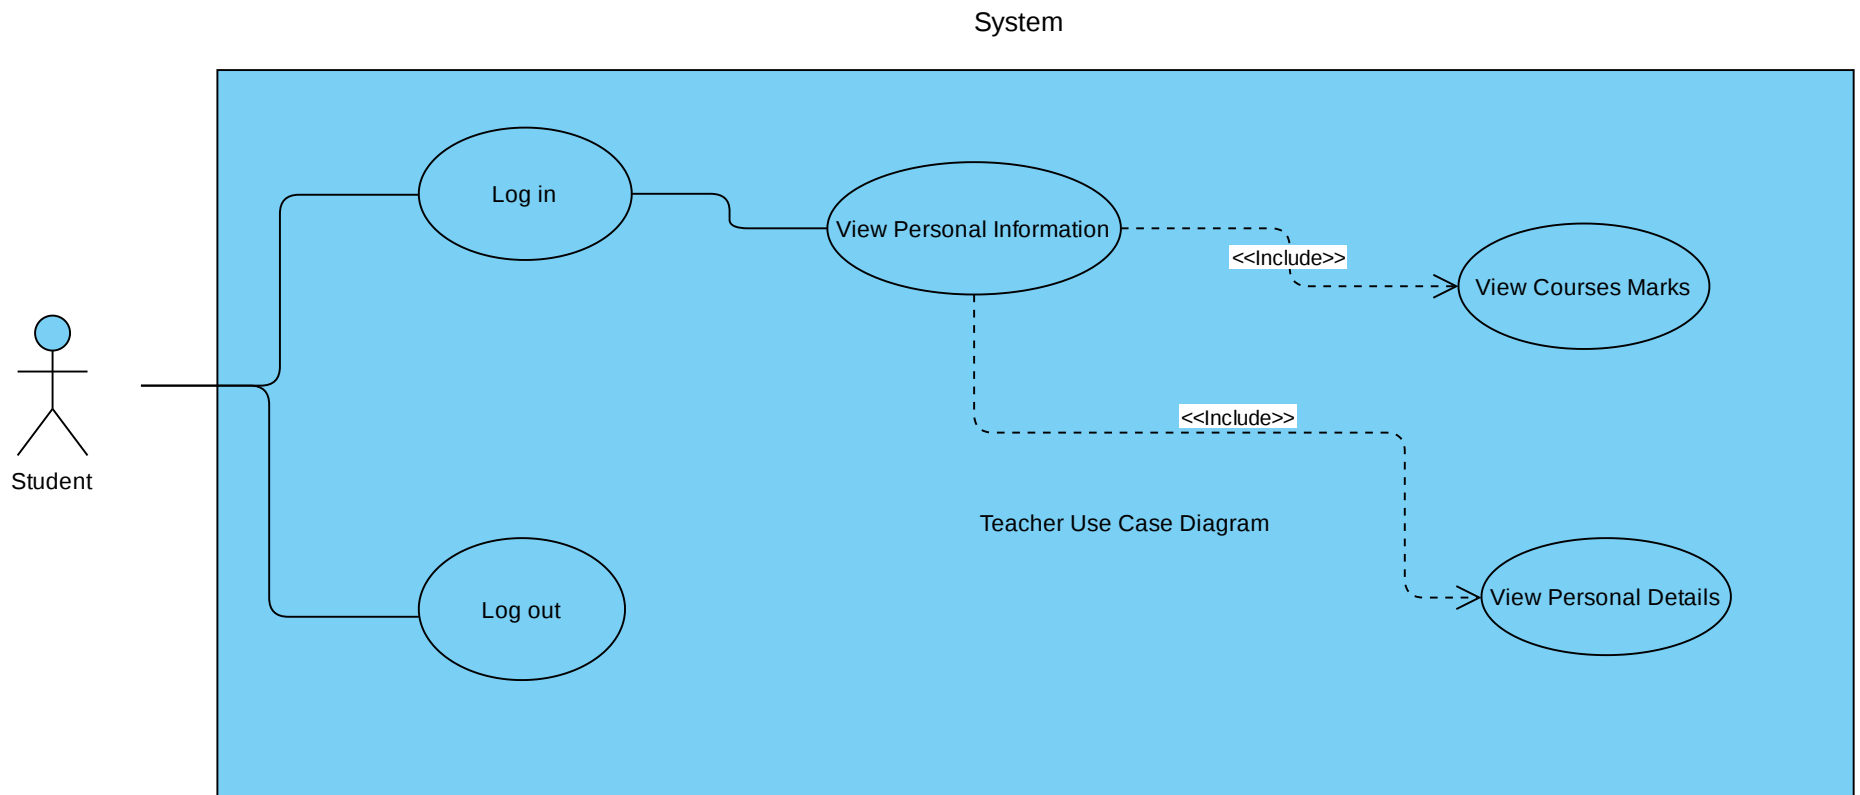 System
Log in
View Personal Information
<<Include>>
View Courses Marks
<<Include>>
Student
Teacher Use Case Diagram
Log out
View Personal Details